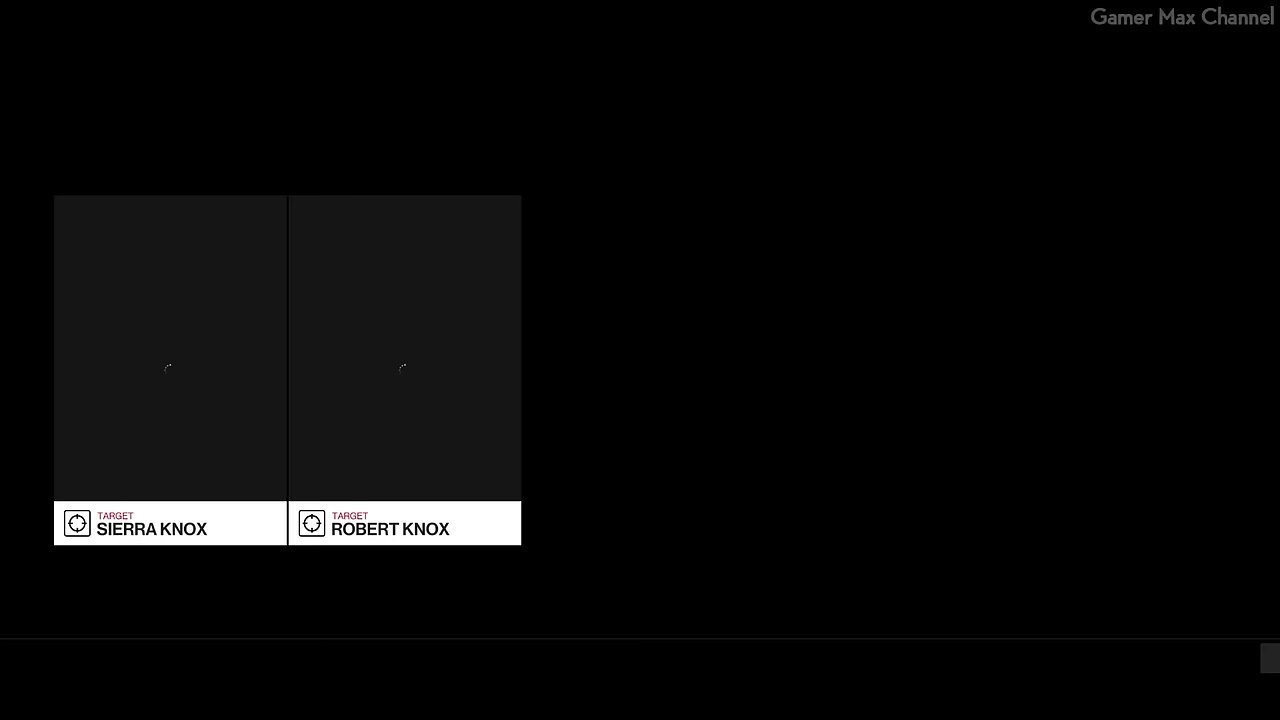 Gamer Max Channel
TARGET
SIERRA KNOX
TARGET
ROBERT KNOX